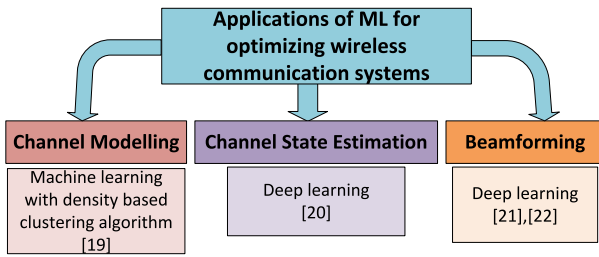 Applications of ML for
optimizing wireless
communication systems
Channel Modelling
Channel State Estimation
Beamforming
Machine learning
with density based
clustering algorithm
[19]
Deep learning
[20]
Deep learning
[21],[22]